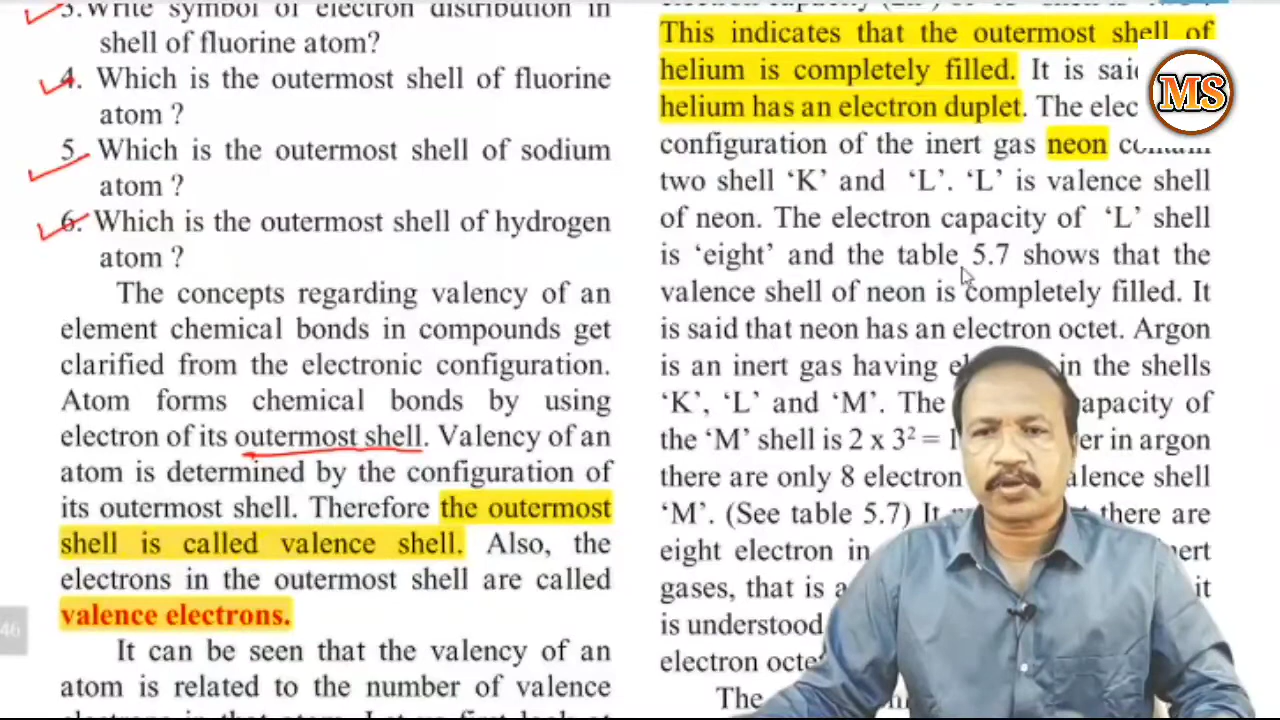 3.Write symbol of electron distribution in
shell of fluorine atom?
4. Which is the outermost shell of fluorine
atom ?
5. Which is the outermost shell of sodium
atom ?
6. Which is the outermost shell of hydrogen
atom ?
The concepts regarding valency of an
element chemical bonds in compounds get
clarified from the electronic configuration.
Atom forms chemical bonds by using
electron of its outermost shell. Valency of an
atom is determined by the configuration of
its outermost shell. Therefore the outermost
shell is called valence shell. Also, the
electrons in the outermost shell are called
valence electrons.
It can be seen that the valency of an
atom is related to the number of valence
46
This indicates that the outermost shell of
helium is completely filled. It is
helium has an electron duplet. The
configuration of the inert gas neon
two shell ‘K’ and ‘L’. ‘L’ is valence shell
of neon. The electron capacity of ‘L’ shell
is ‘eight’ and the table 5.7 shows that the
valence shell of neon is completely filled. It
is said that neon has an electron octet. Argon
is an inert gas having in the shells
‘K’, ‘L’ and ‘M’. The capacity of
the ‘M’ shell is 2 x 3² = in argon
there are only 8 electron valence shell
‘M’. (See table 5.7) It there are
eight electron in
gases, that is it
is understood
electron
The
MS